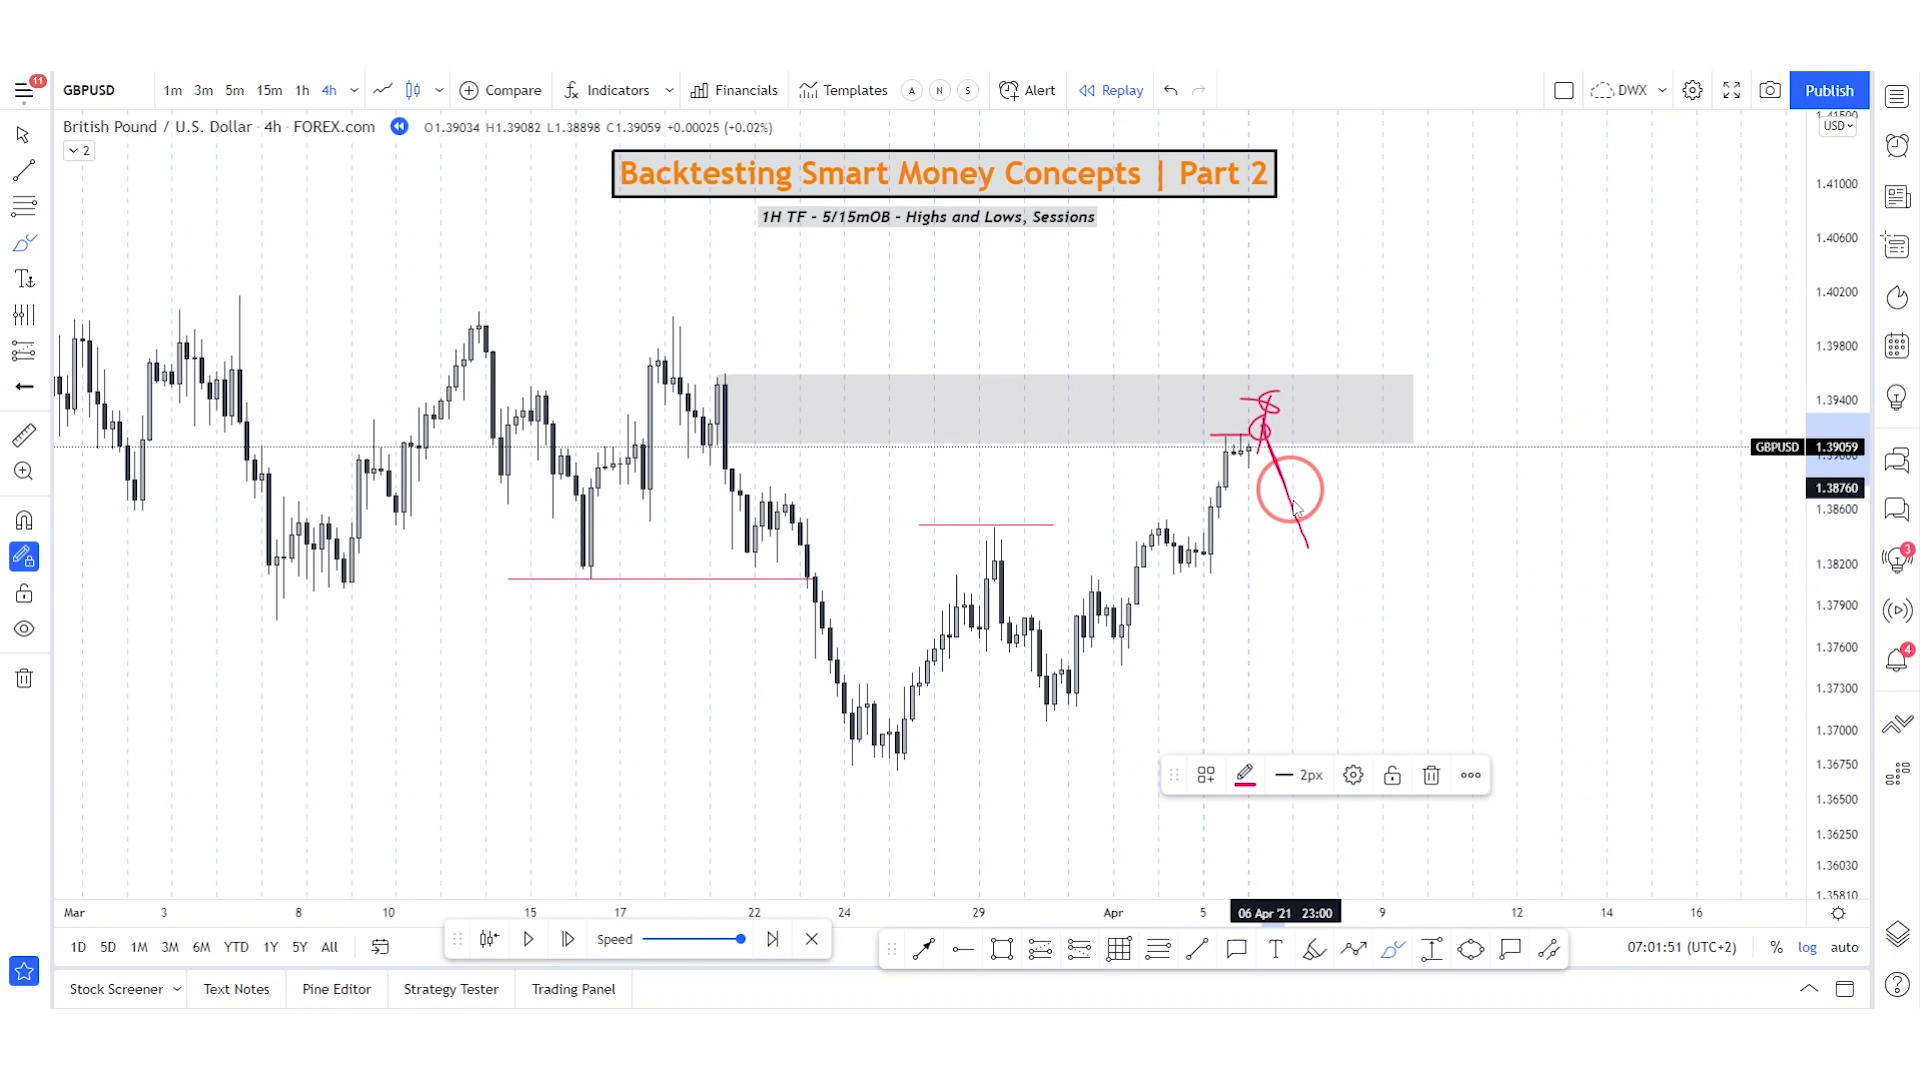 11
GBPUSD 1m 3m 5m 15m 1h 4h Compare Indicators Financials Templates A N S Alert Replay DWX Publish
British Pound / U.S. Dollar · 4h · FOREX.com O1.39034 H1.39082 L1.38898 C1.39059 +0.00025 (+0.02%)
2
USD
Backtesting Smart Money Concepts | Part 2
1H TF - 5/15mOB - Highs and Lows, Sessions
1.41000
1.40600
1.40200
1.39800
1.39400
GBPUSD 1.39059
1.38760
1.38600
1.38200
1.37900
1.37600
1.37300
1.37000
1.36750
1.36500
1.36250
1.36030
1.35810
3
4
2px
Mar 3 8 10 15 17 22 24 29 Apr 5 06 Apr '21 23:00 9 12 14 16
1D 5D 1M 3M 6M YTD 1Y 5Y All Speed T 07:01:51 (UTC+2) % log auto
Stock Screener Text Notes Pine Editor Strategy Tester Trading Panel